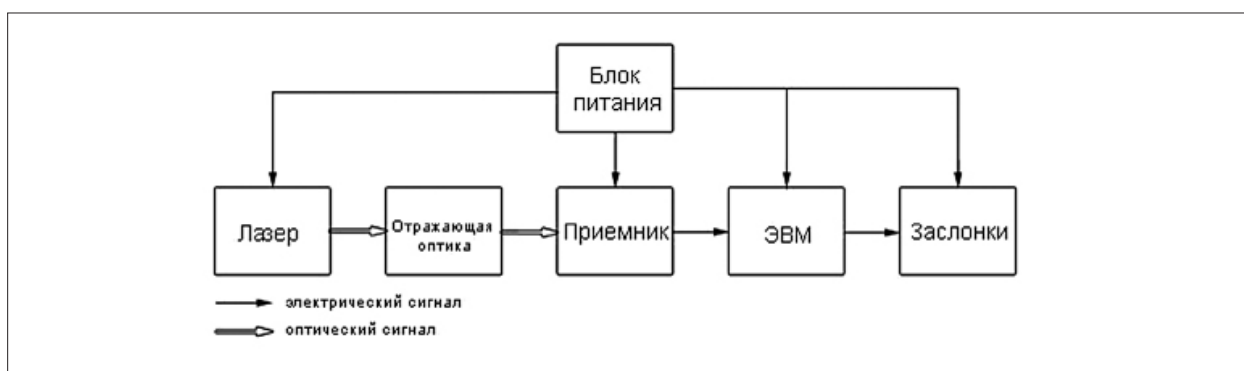 Блок
питания
Лазер
Отражающая
оптика
Приемник
ЭВМ
Заслонки
электрический сигнал
оптический сигнал